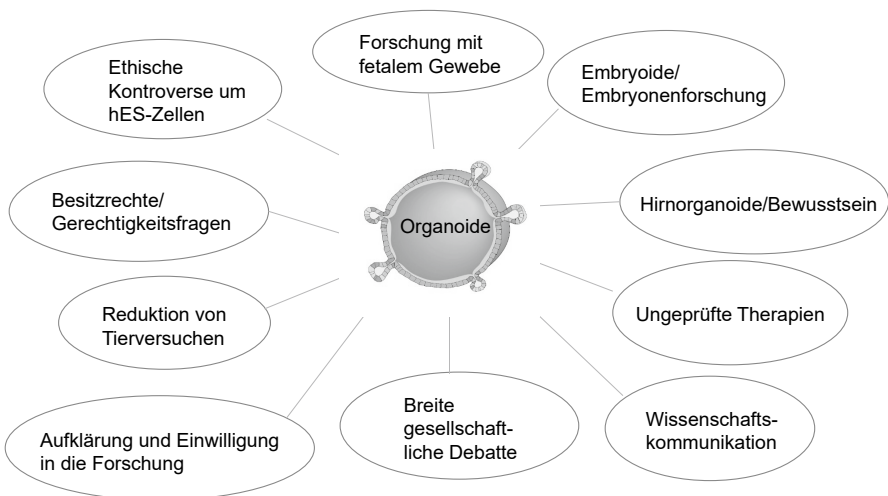 Forschung mit
fetalem Gewebe
Ethische
Kontroverse um
hES-Zellen
Embryoide/
Embryonenforschung
Besitzrechte/
Gerechtigkeitsfragen
Organoide
Hirnorganoide/Bewusstsein
Reduktion von
Tierversuchen
Ungeprüfte Therapien
Aufklärung und Einwilligung
in die Forschung
Breite
gesellschaft-
liche Debatte
Wissenschafts-
kommunikation